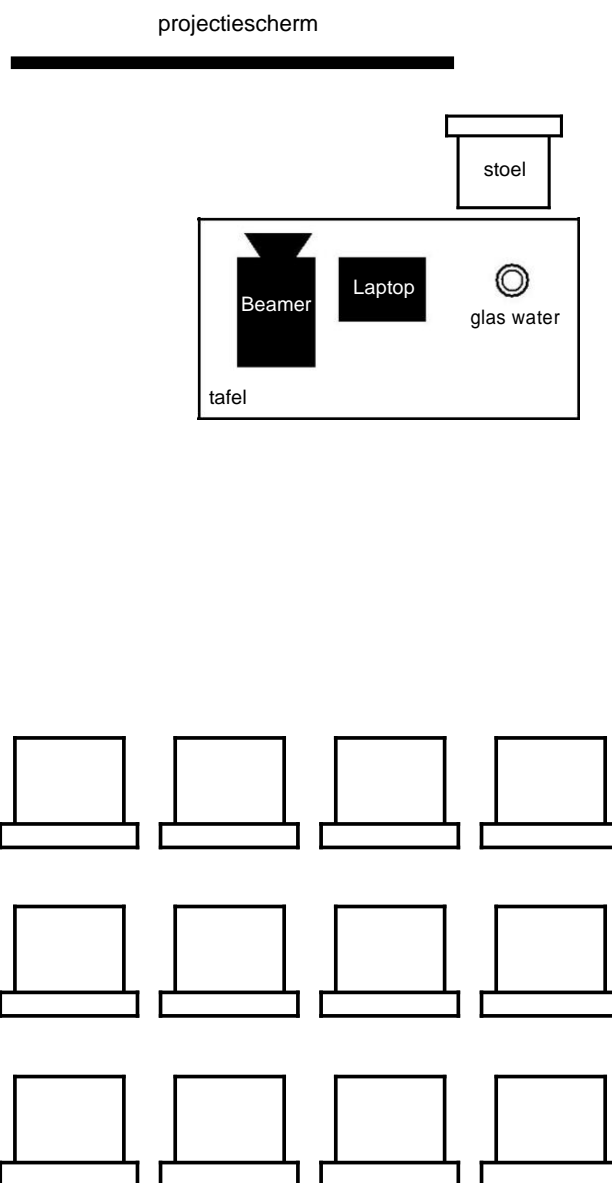 projectiescherm
stoel
Beamer
Laptop
glas water
tafel